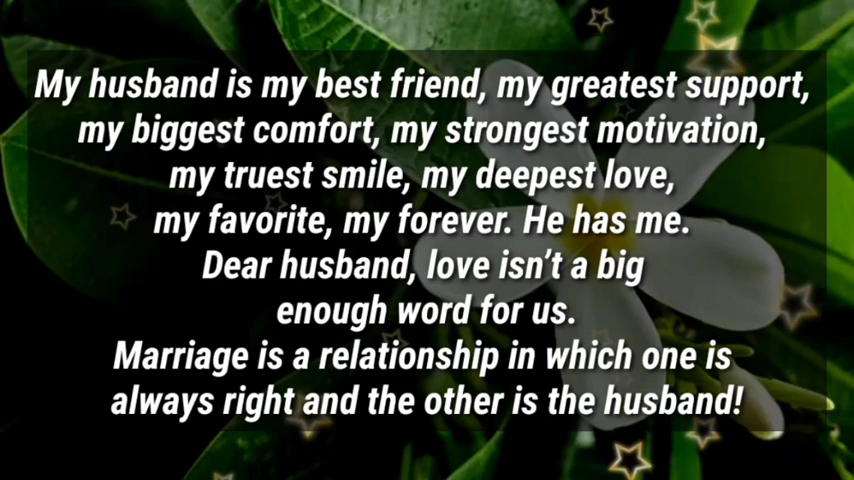 My husband is my best friend, my greatest support,
my biggest comfort, my strongest motivation,
my truest smile, my deepest love,
my favorite, my forever. He has me.
Dear husband, love isn’t a big
enough word for us.
Marriage is a relationship in which one is
always right and the other is the husband!